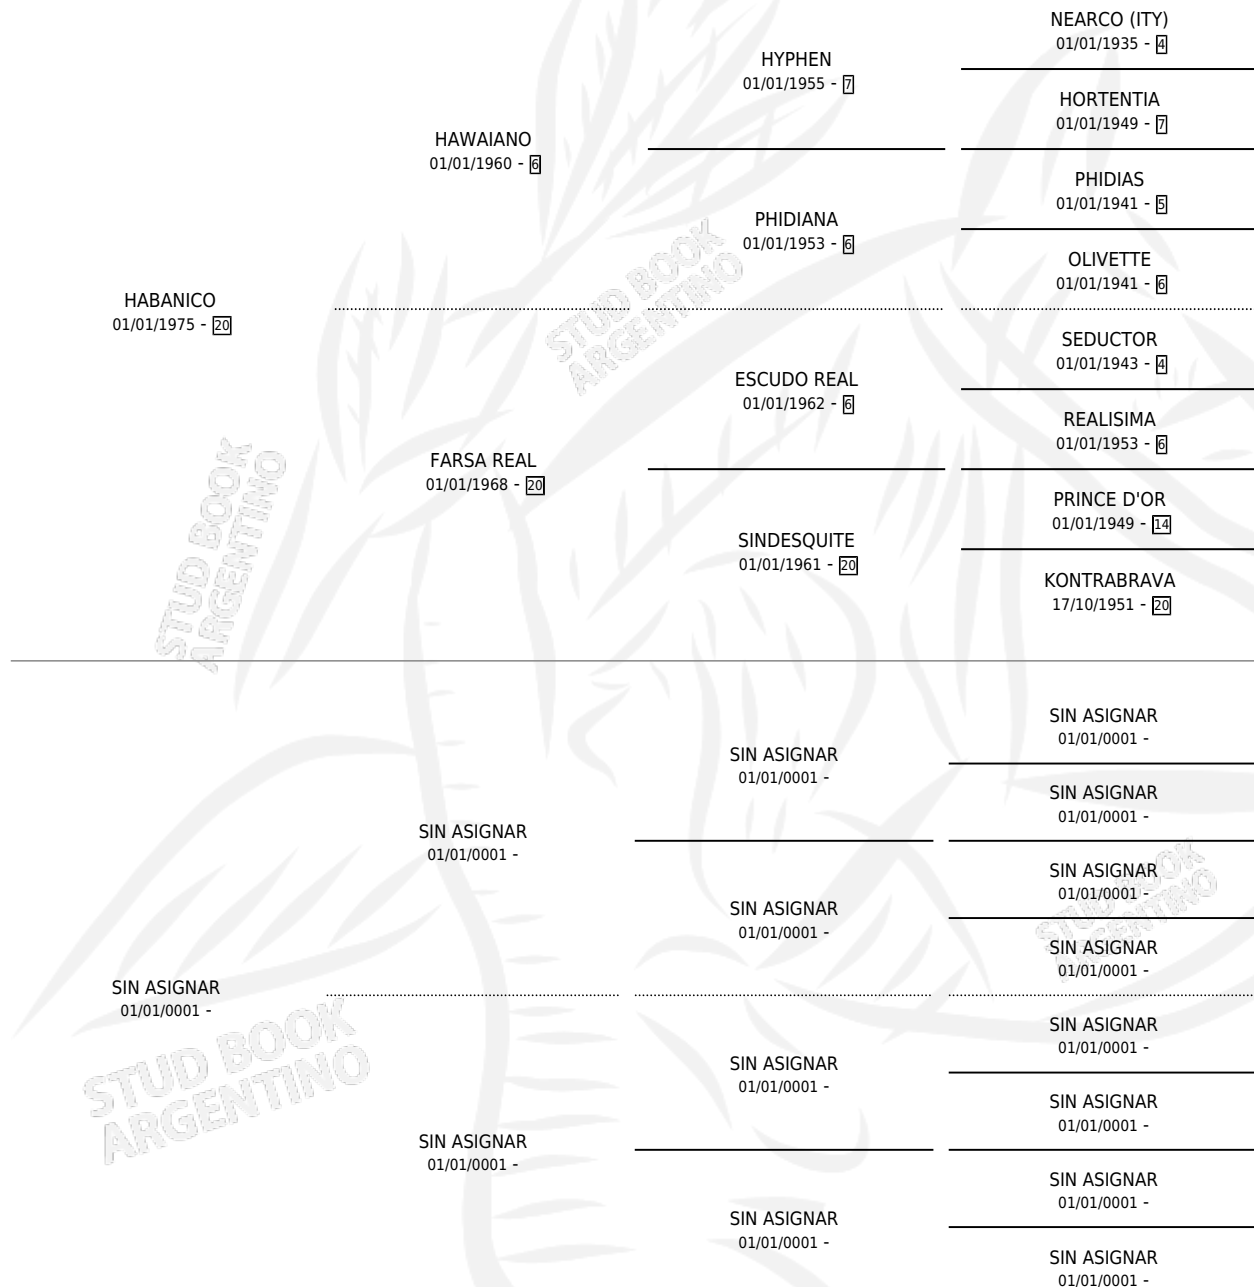 NEARCO (ITY)
01/01/1935 - 4
HYPHEN
01/01/1955 - 7
HORTENTIA
01/01/1949 - 7
HAWAIANO
01/01/1960 - 6
PHIDIAS
01/01/1941 - 5
PHIDIANA
01/01/1953 - 6
OLIVETTE
01/01/1941 - 6
HABANICO
01/01/1975 - 20
STUD BOOK
ARGENTINO
SEDUCTOR
01/01/1943 - 4
ESCUDO REAL
01/01/1962 - 6
REALISIMA
01/01/1953 - 6
FARSA REAL
01/01/1968 - 20
PRINCE D'OR
01/01/1949 - 14
SINDESQUITE
01/01/1961 - 20
KONTRABRAVA
17/10/1951 - 20
STUD BOOK
ARGENTINO
SIN ASIGNAR
01/01/0001 -
SIN ASIGNAR
01/01/0001 -
SIN ASIGNAR
01/01/0001 -
SIN ASIGNAR
01/01/0001 -
SIN ASIGNAR
01/01/0001 -
SIN ASIGNAR
01/01/0001 -
SIN ASIGNAR
01/01/0001 -
STUD BOOK
ARGENTINO
SIN ASIGNAR
01/01/0001 -
SIN ASIGNAR
01/01/0001 -
SIN ASIGNAR
01/01/0001 -
SIN ASIGNAR
01/01/0001 -
STUD BOOK
ARGENTINO
SIN ASIGNAR
01/01/0001 -
SIN ASIGNAR
01/01/0001 -
SIN ASIGNAR
01/01/0001 -
SIN ASIGNAR
01/01/0001 -